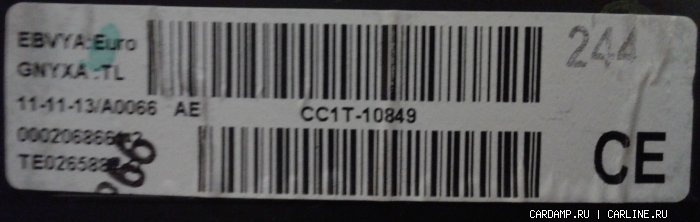 EBVYA:Euro
GNYXA :TL
244
11-11-13/A0066 AE
CC1T-10849
CE
CARDAMP.RU | CARLINE.RU